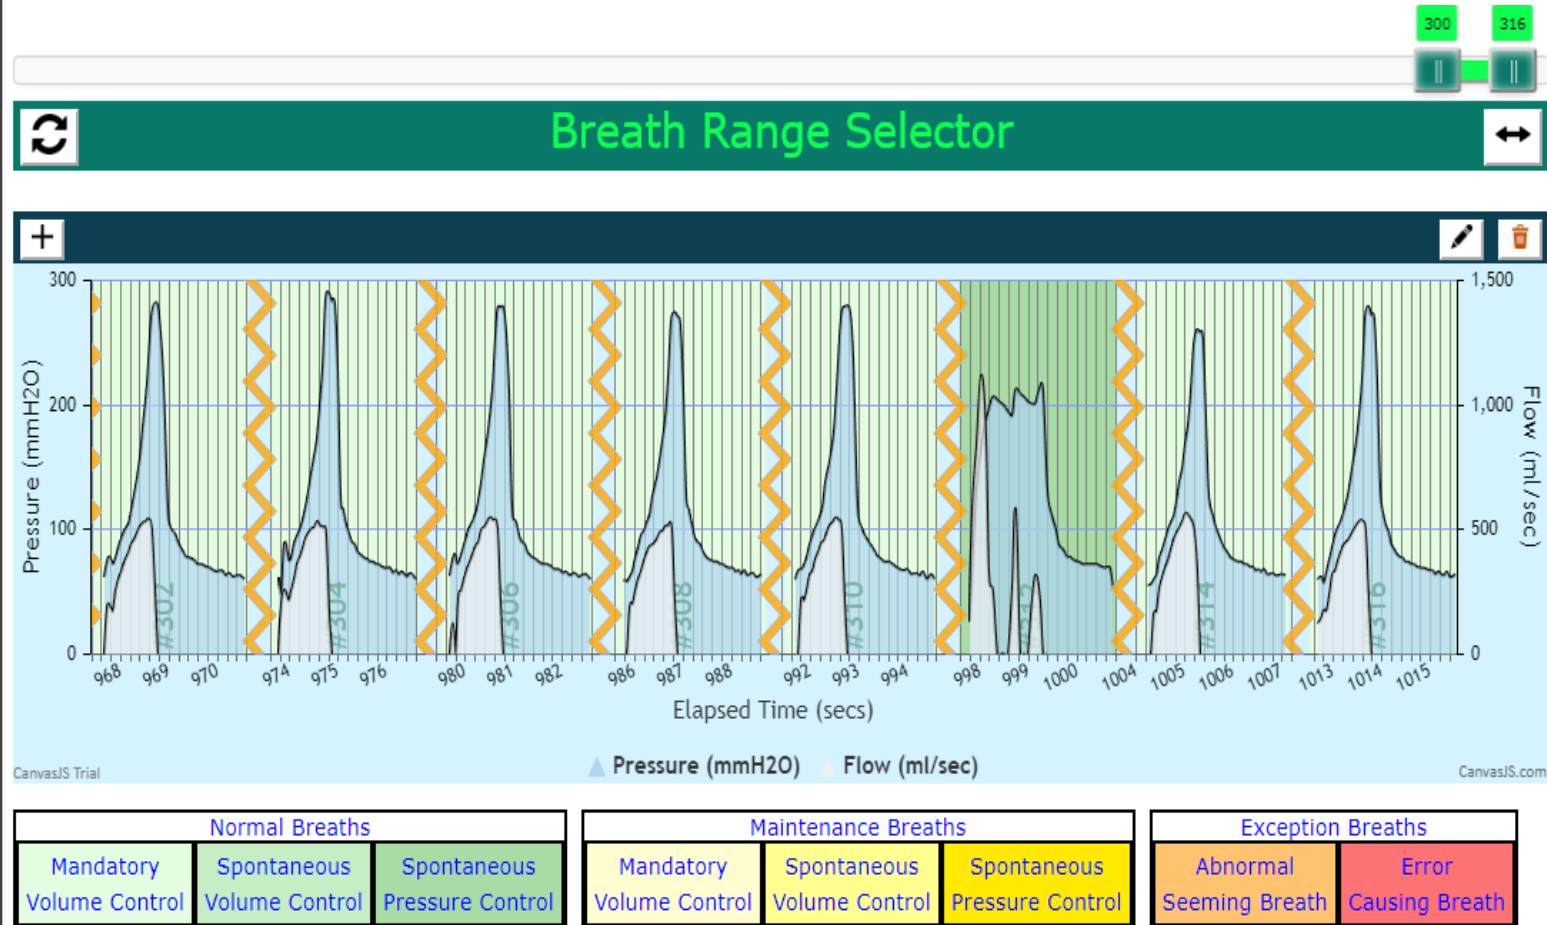 300 316
Breath Range Selector
300 1,500
200 1,000
100 500
0 0
Pressure (mmH2O)
Flow (ml/sec)
#302 #304 #306 #308 #310 #312 #314 #316
968 969 970 974 975 976 980 981 982 986 987 988 992 993 994 998 999 1000 1004 1005 1006 1007 1013 1014 1015
Elapsed Time (secs)
Pressure (mmH2O) Flow (ml/sec)
CanvasJS Trial CanvasJS.com
Normal Breaths Maintenance Breaths Exception Breaths
Mandatory Spontaneous Spontaneous Mandatory Spontaneous Spontaneous Abnormal Error
Volume Control Volume Control Pressure Control Volume Control Volume Control Pressure Control Seeming Breath Causing Breath